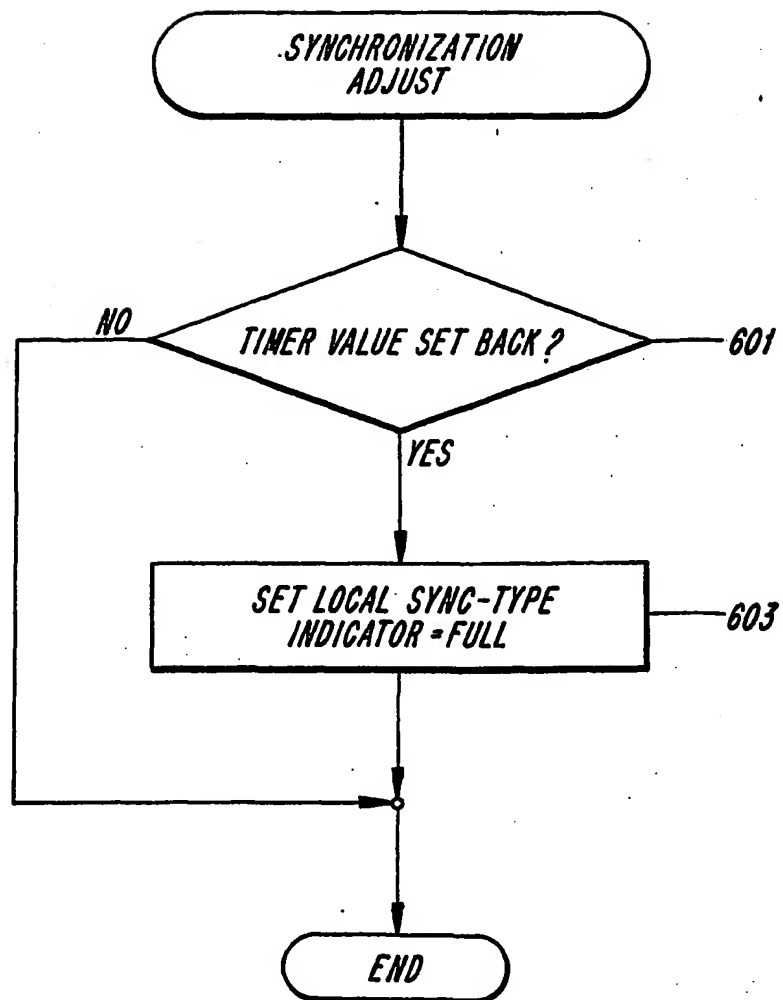 SYNCHRONIZATION
ADJUST
NO
TIMER VALUE SET BACK?
601
YES
SET LOCAL SYNC-TYPE
INDICATOR = FULL
603
END